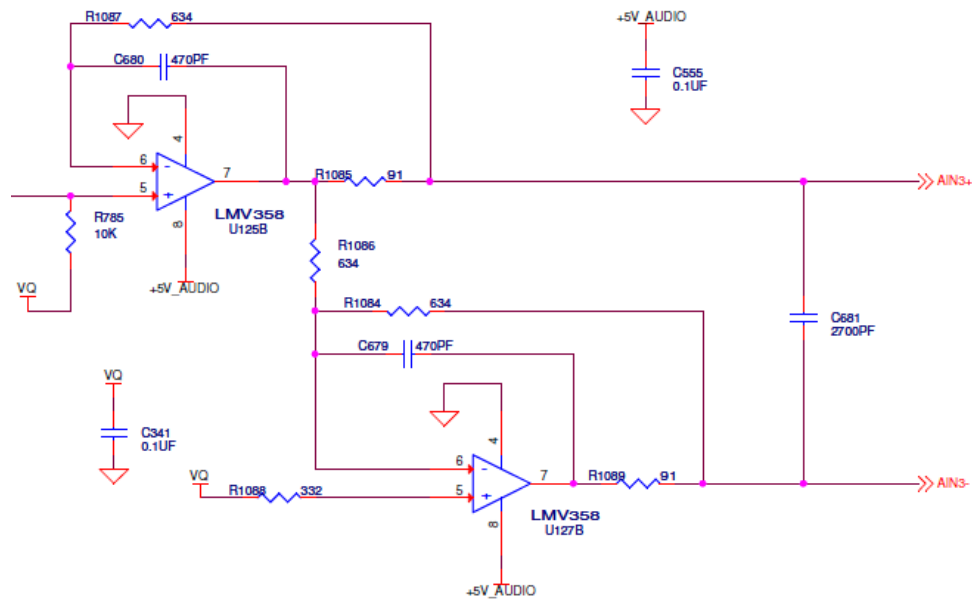 R1087 634
+5V_AUDIO
C680 470PF
C555
0.1UF
4
6
-
7
5
+
R1085 91
AIN3+
LMV358
U125B
R785
10K
8
R1086
634
VQ
+5V_AUDIO
R1084 634
C681
2700PF
C679 470PF
VQ
C341
0.1UF
4
6
-
7
VQ
R1088 332
5
+
R1089 91
AIN3-
LMV358
U127B
8
+5V_AUDIO